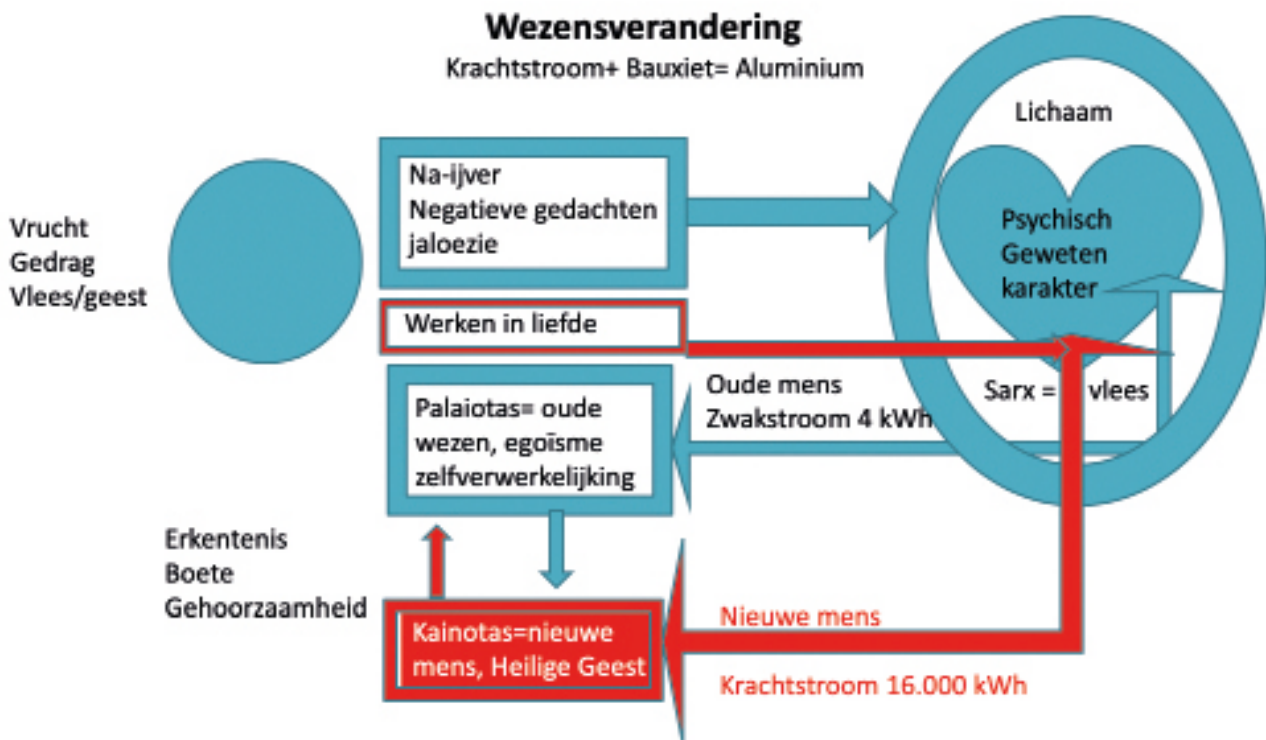 Wezensverandering
Krachtstroom+ Bauxiet= Aluminium
Lichaam
Na-ijver
Negatieve gedachten
jaloezie
Vrucht
Gedrag
Vlees/geest
Psychisch
Geweten
karakter
Werken in liefde
Oude mens
Zwakstroom 4 kWh
Sarx = vlees
Palaiotas= oude
wezen, egoïsme
zelfverwerkelijking
Erkentenis
Boete
Gehoorzaamheid
Kainotas=nieuwe
mens, Heilige Geest
Nieuwe mens
Krachtstroom 16.000 kWh